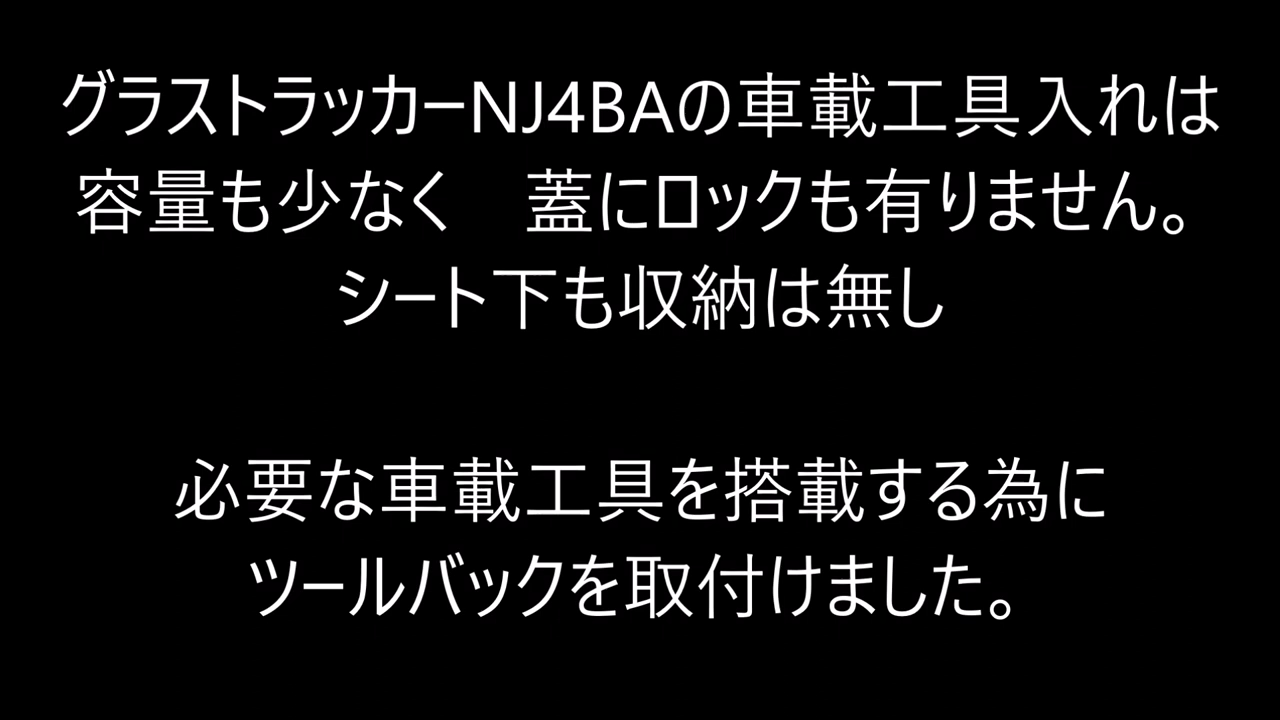 グラストラッカーNJ4BAの車載工具入れは
容量も少なく　蓋にロックも有りません。
シート下も収納は無し
必要な車載工具を搭載する為に
ツールバックを取付けました。